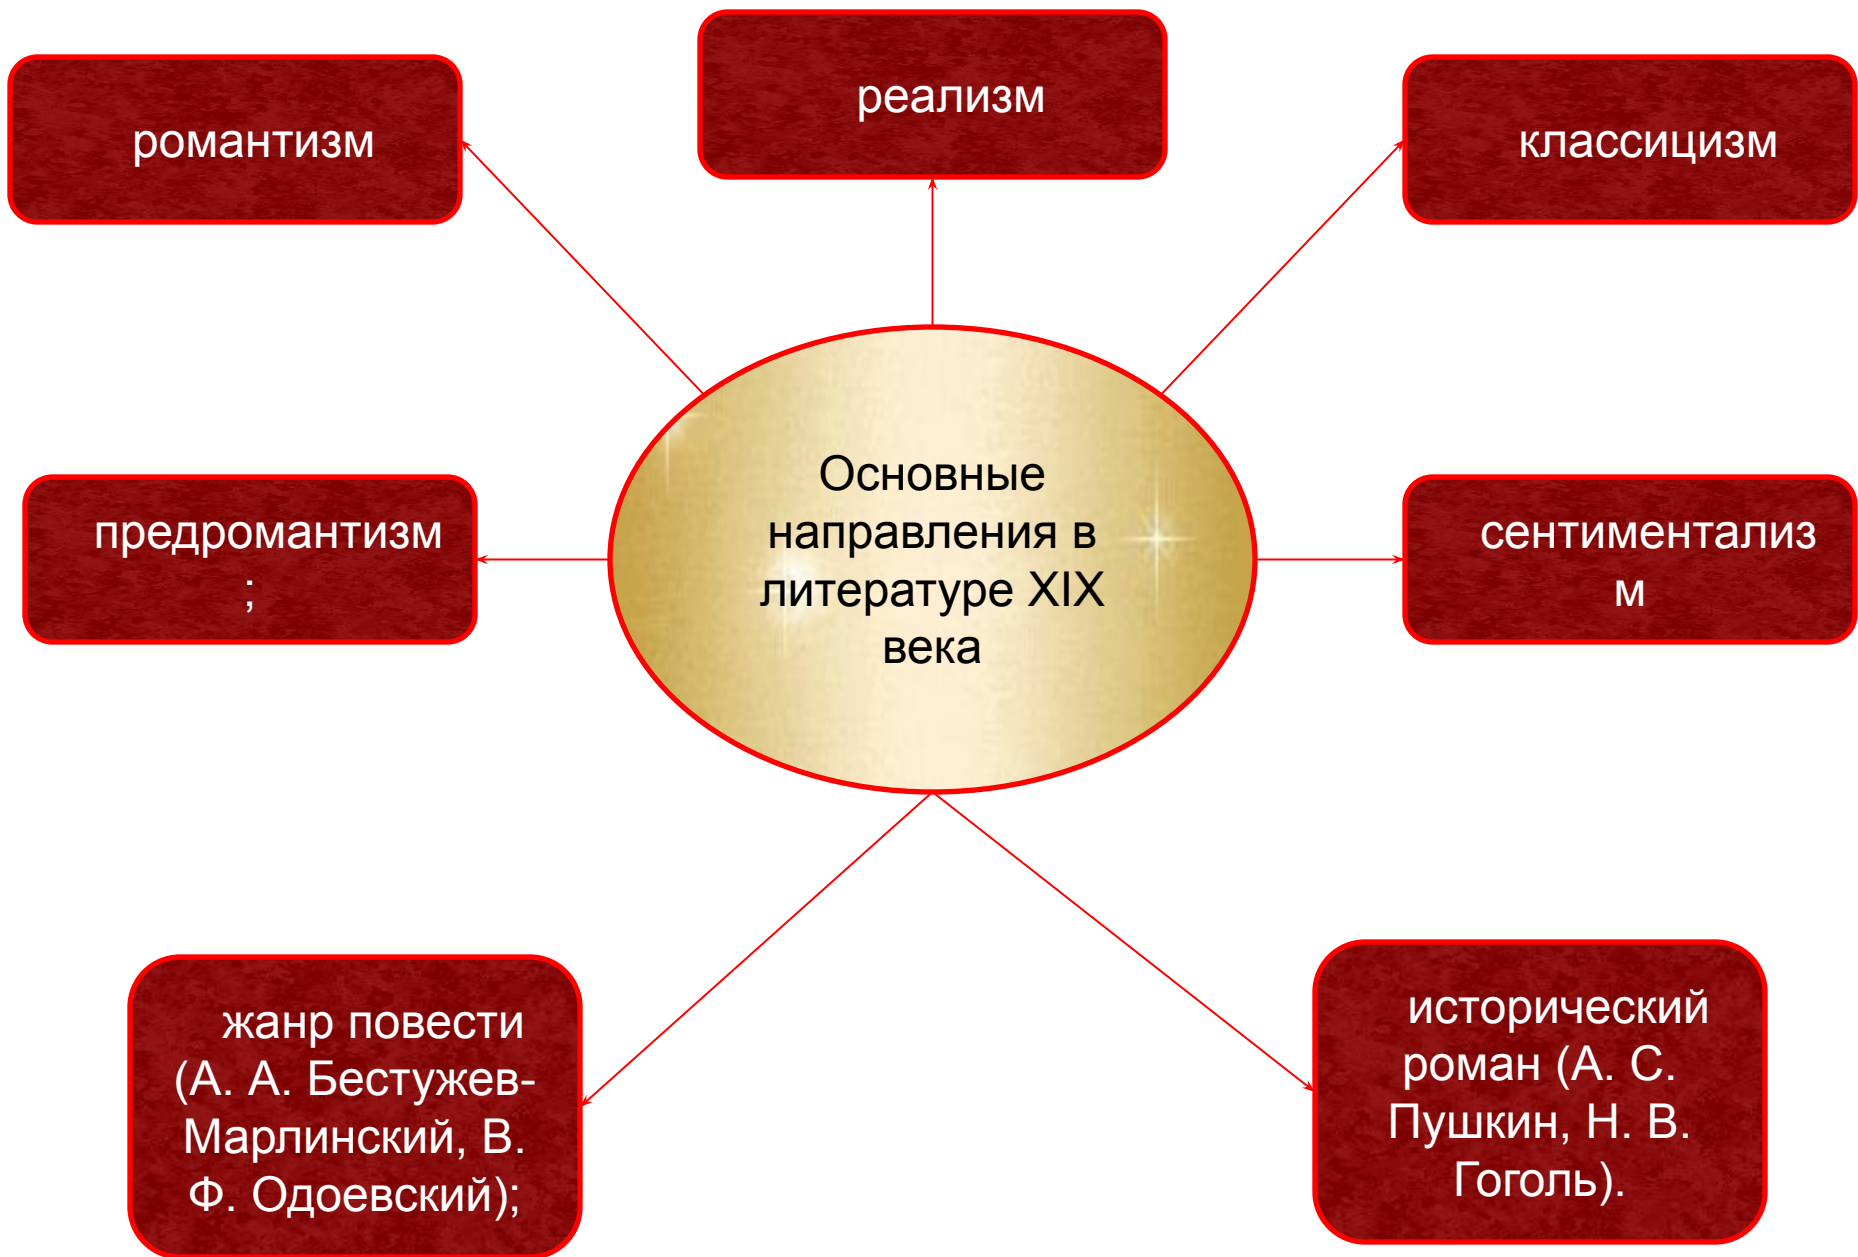 романтизм
реализм
классицизм
Основные
направления в
литературе XIX
века
предромантизм
;
сентиментализ
м
жанр повести
(А. А. Бестужев-
Марлинский, В.
Ф. Одоевский);
исторический
роман (А. С.
Пушкин, Н. В.
Гоголь).